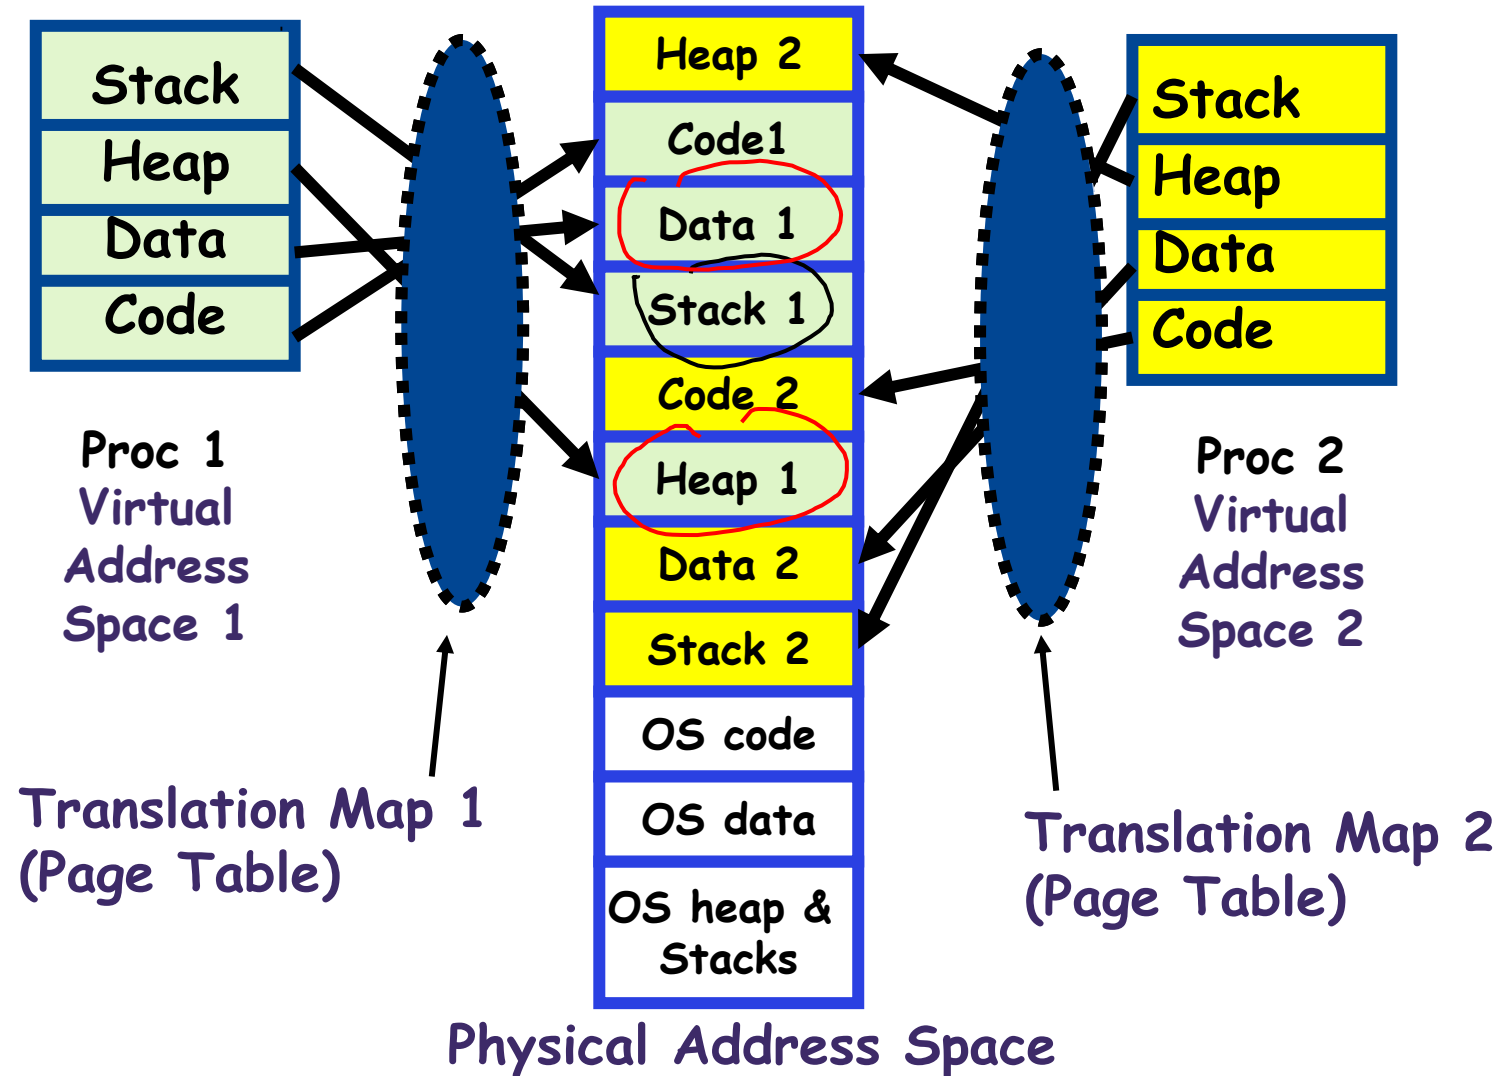 Stack
Heap
Data
Code
Proc 1
Virtual
Address
Space 1
Translation Map 1
(Page Table)
Heap 2
Code1
Data 1
Stack 1
Code 2
Heap 1
Data 2
Stack 2
OS code
OS data
OS heap &
Stacks
Physical Address Space
Stack
Heap
Data
Code
Proc 2
Virtual
Address
Space 2
Translation Map 2
(Page Table)